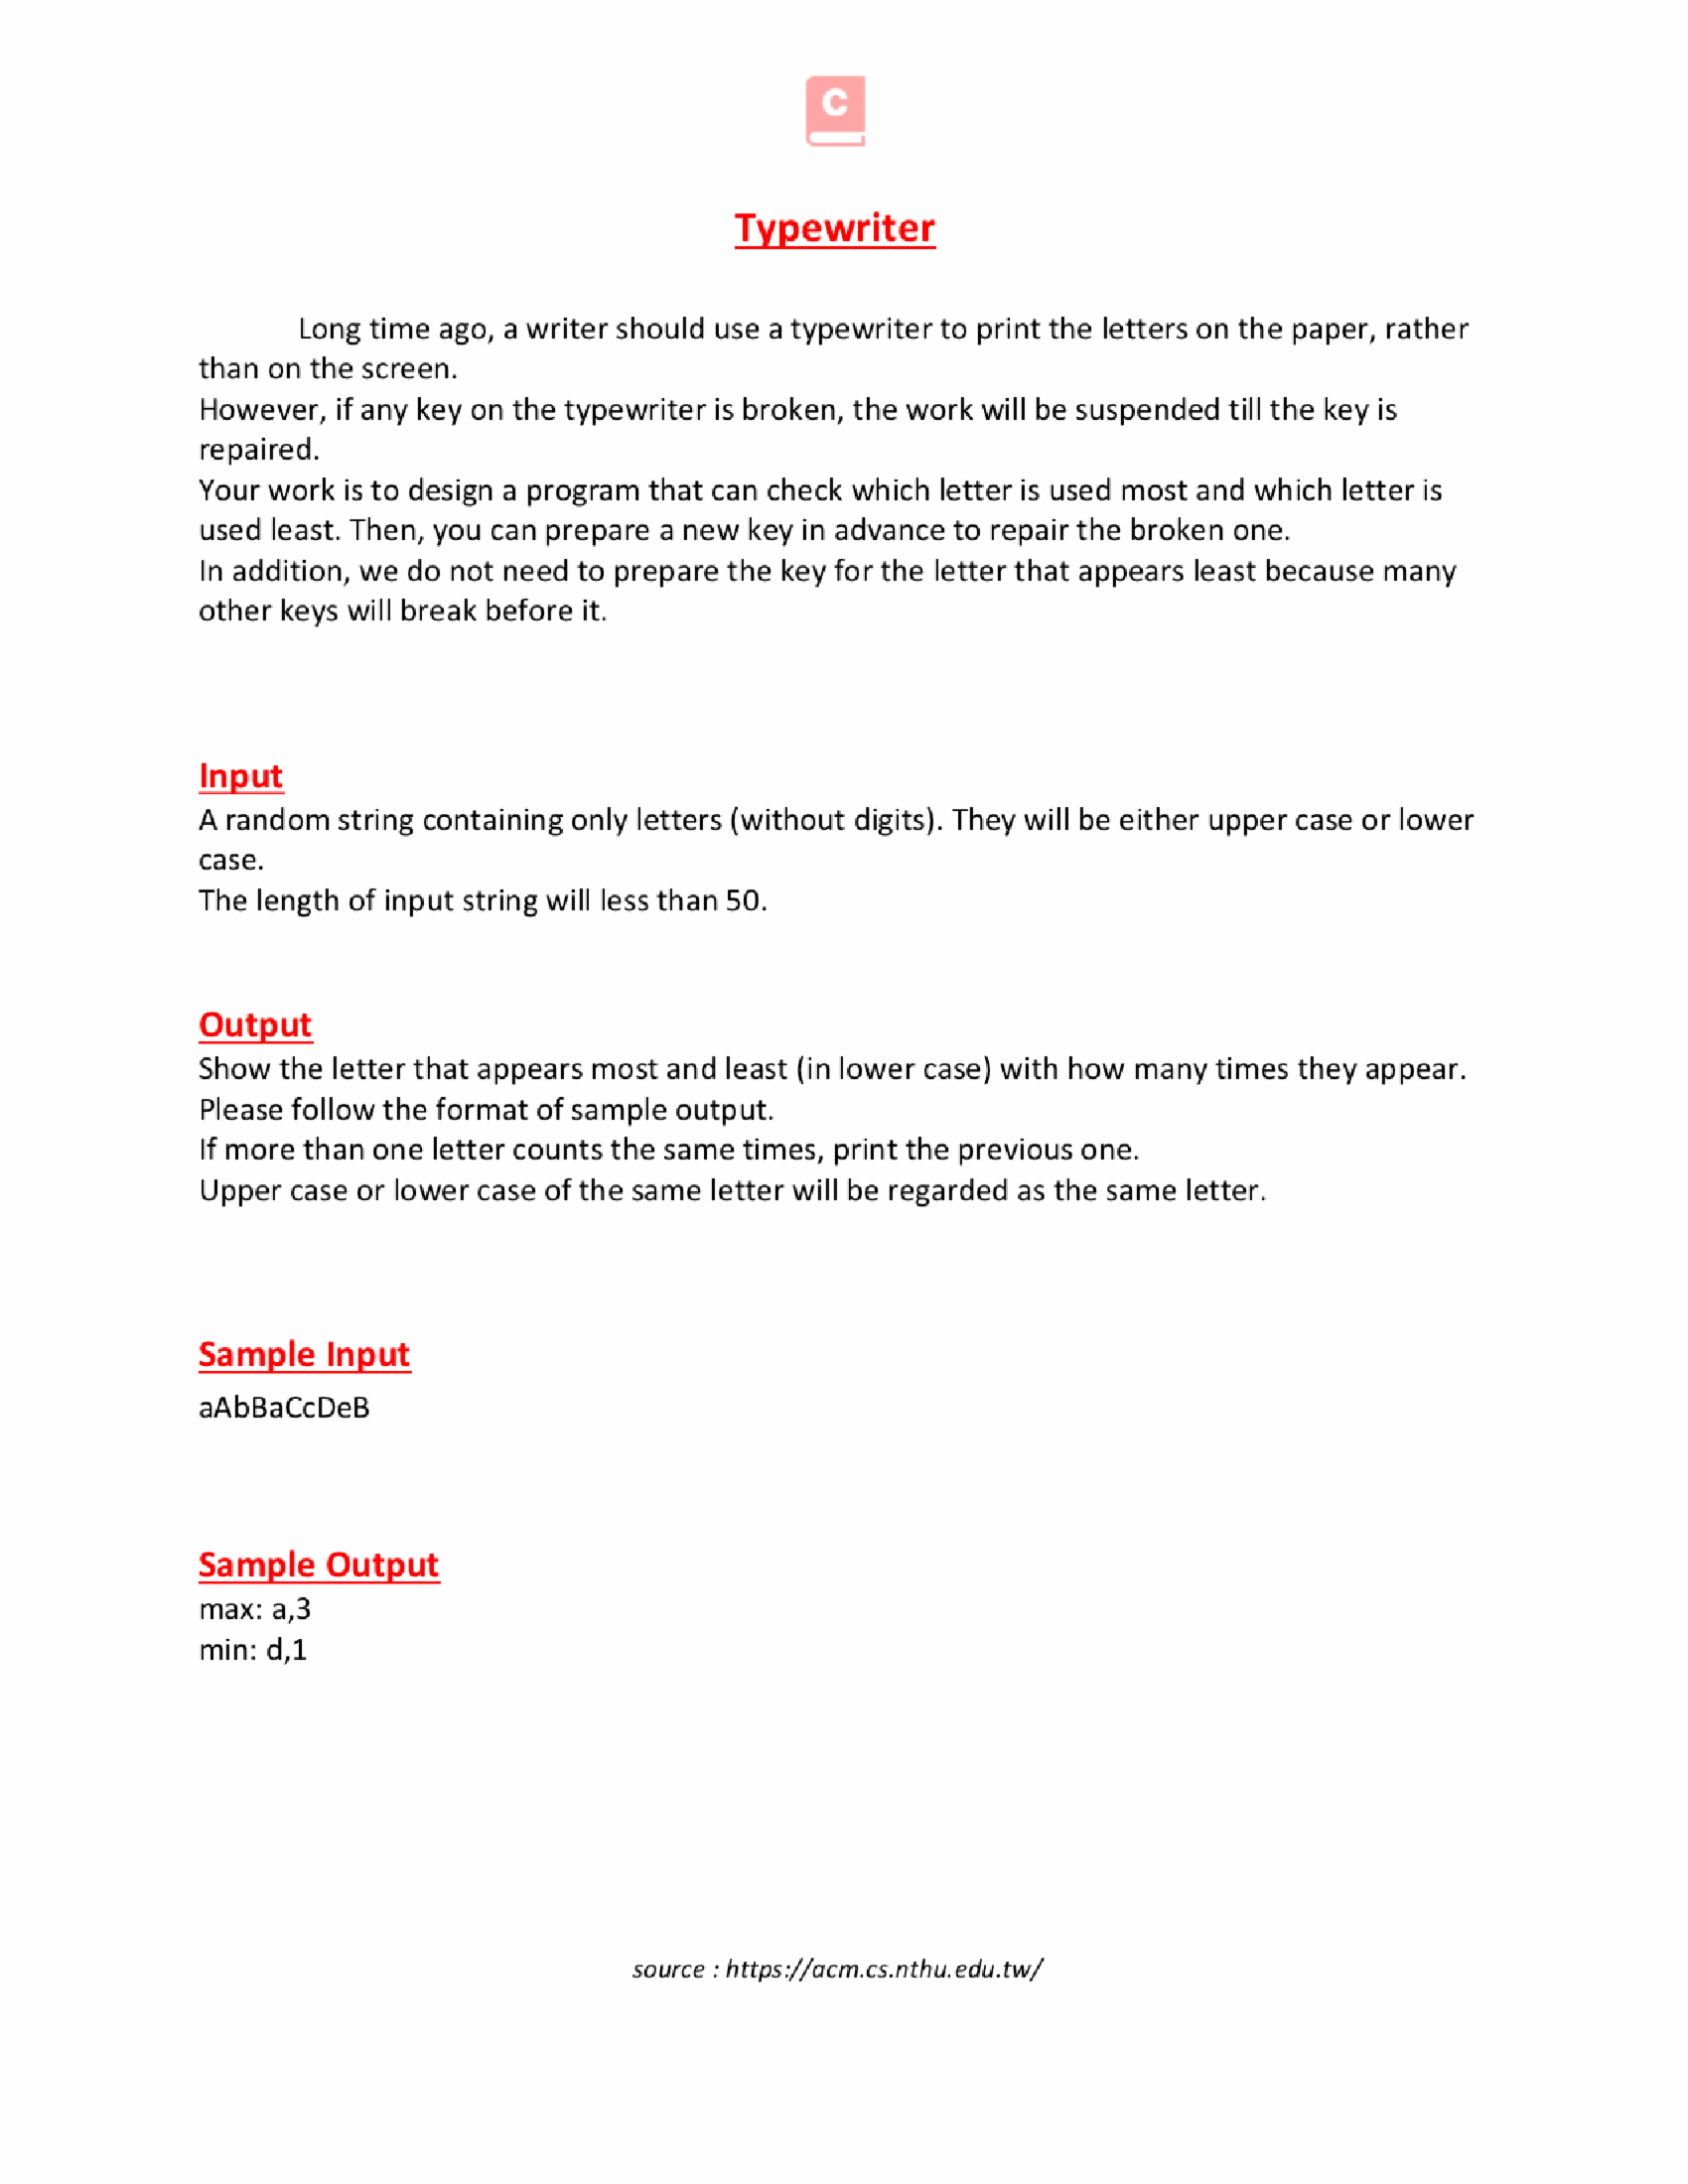 C
Typewriter
Long time ago, a writer should use a typewriter to print the letters on the paper, rather
than on the screen.
However, if any key on the typewriter is broken, the work will be suspended till the key is
repaired.
Your work is to design a program that can check which letter is used most and which letter is
used least. Then, you can prepare a new key in advance to repair the broken one.
In addition, we do not need to prepare the key for the letter that appears least because many
other keys will break before it.
Input
A random string containing only letters (without digits). They will be either upper case or lower
case.
The length of input string will less than 50.
Output
Show the letter that appears most and least (in lower case) with how many times they appear.
Please follow the format of sample output.
If more than one letter counts the same times, print the previous one.
Upper case or lower case of the same letter will be regarded as the same letter.
Sample Input
aAbBaCcDeB
Sample Output
max: a,3
min: d,1
source : https://acm.cs.nthu.edu.tw/